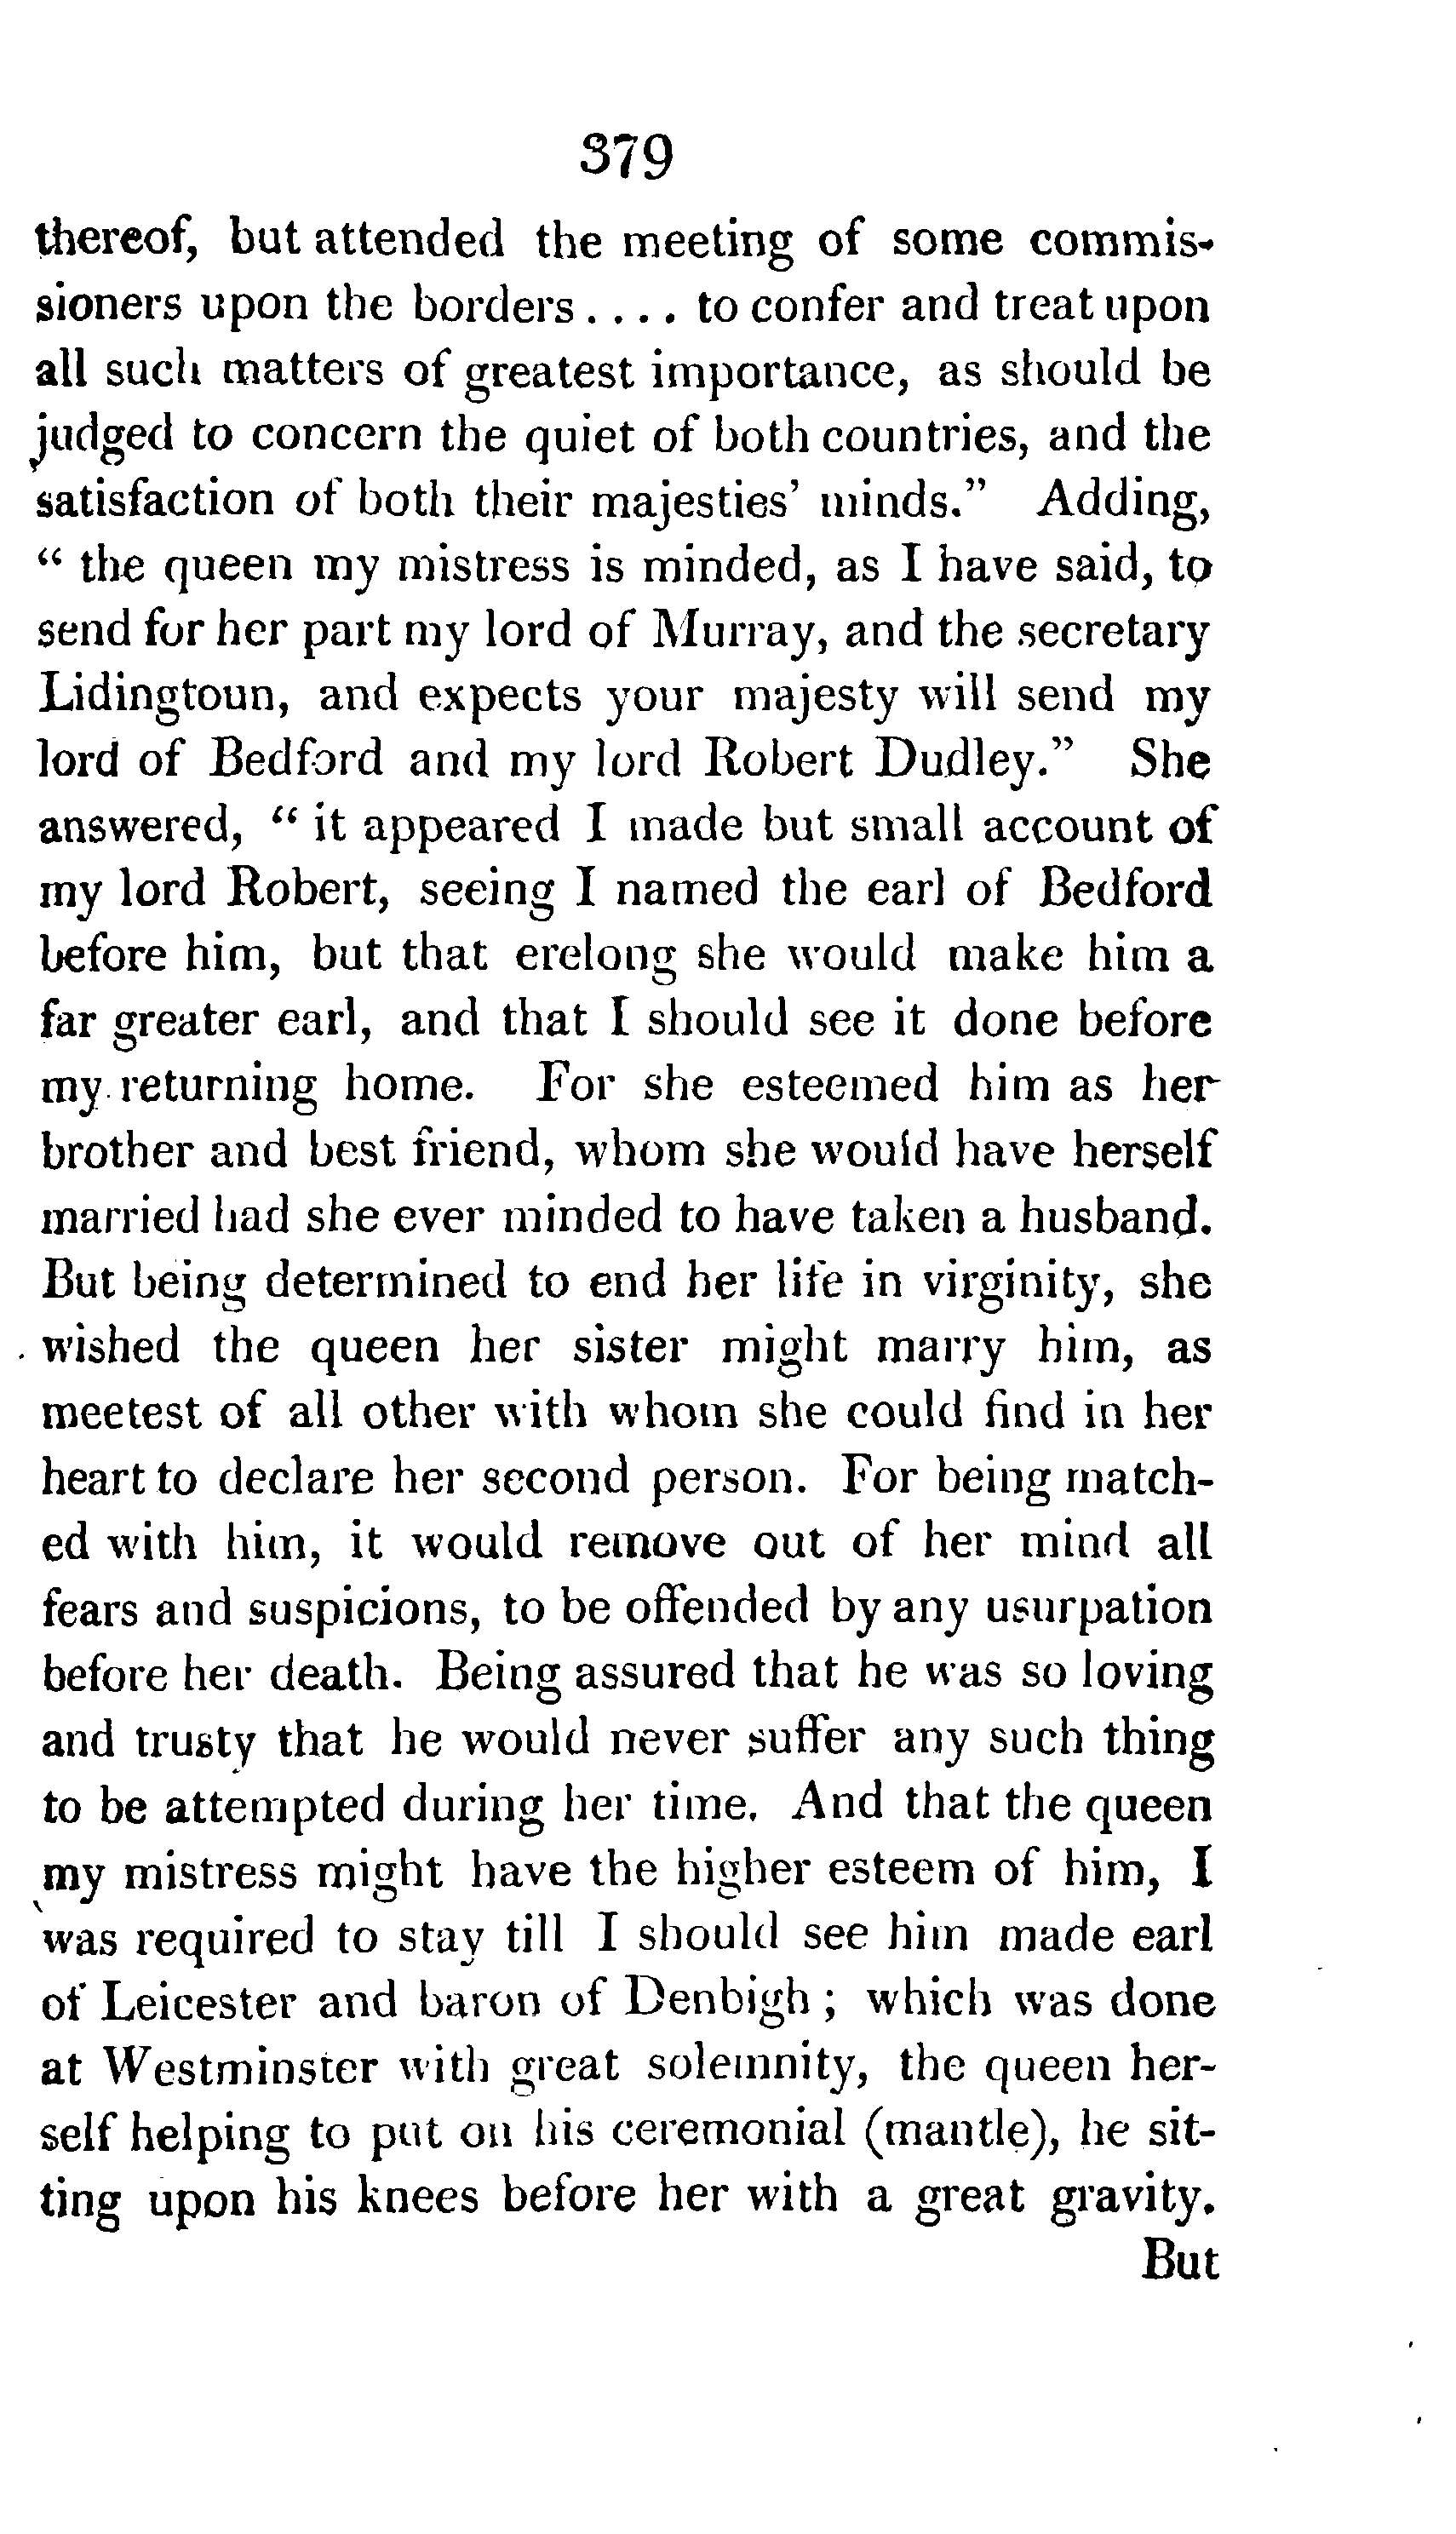 379
thereof, but attended the meeting of some commis-
sioners upon the borders .... to confer and treat upon
all such matters of greatest importance, as should be
judged to concern the quiet of both countries, and the
satisfaction of both their majesties' minds." Adding,
"the queen my mistress is minded, as I have said, to
send for her part my lord of Murray, and the secretary
Lidingtoun, and expects your majesty will send my
lord of Bedford and my lord Robert Dudley." She
answered, "it appeared I made but small account of
my lord Robert, seeing I named the earl of Bedford
before him, but that erelong she would make him a
far greater earl, and that I should see it done before
my returning home. For she esteemed him as her
brother and best friend, whom she would have herself
married had she ever minded to have taken a husband.
But being determined to end her life in virginity, she
wished the queen her sister might marry him, as
meetest of all other with whom she could find in her
heart to declare her second person. For being match-
ed with him, it would remove out of her mind all
fears and suspicions, to be offended by any usurpation
before her death. Being assured that he was so loving
and trusty that he would never suffer any such thing
to be attempted during her time. And that the queen
my mistress might have the higher esteem of him, I
was required to stay till I should see him made earl
of Leicester and baron of Denbigh; which was done
at Westminster with great solemnity, the queen her-
self helping to put on his ceremonial (mantle), he sit-
ting upon his knees before her with a great gravity.
But